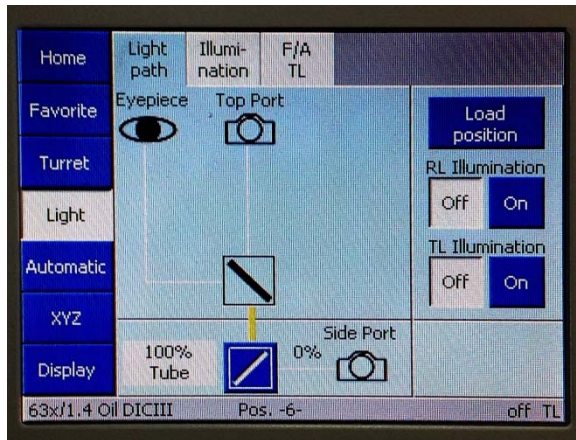 Home
Favorite
Turret
Light
Automatic
XYZ
Display
Light
path
Illumi-
nation
F/A
TL
Eyepiece
Top Port
Side Port
100%
Tube
0%
Load
position
RL Illumination
Off
On
TL Illumination
Off
On
63x/1.4 Oil DICIII
Pos. -6-
off TL